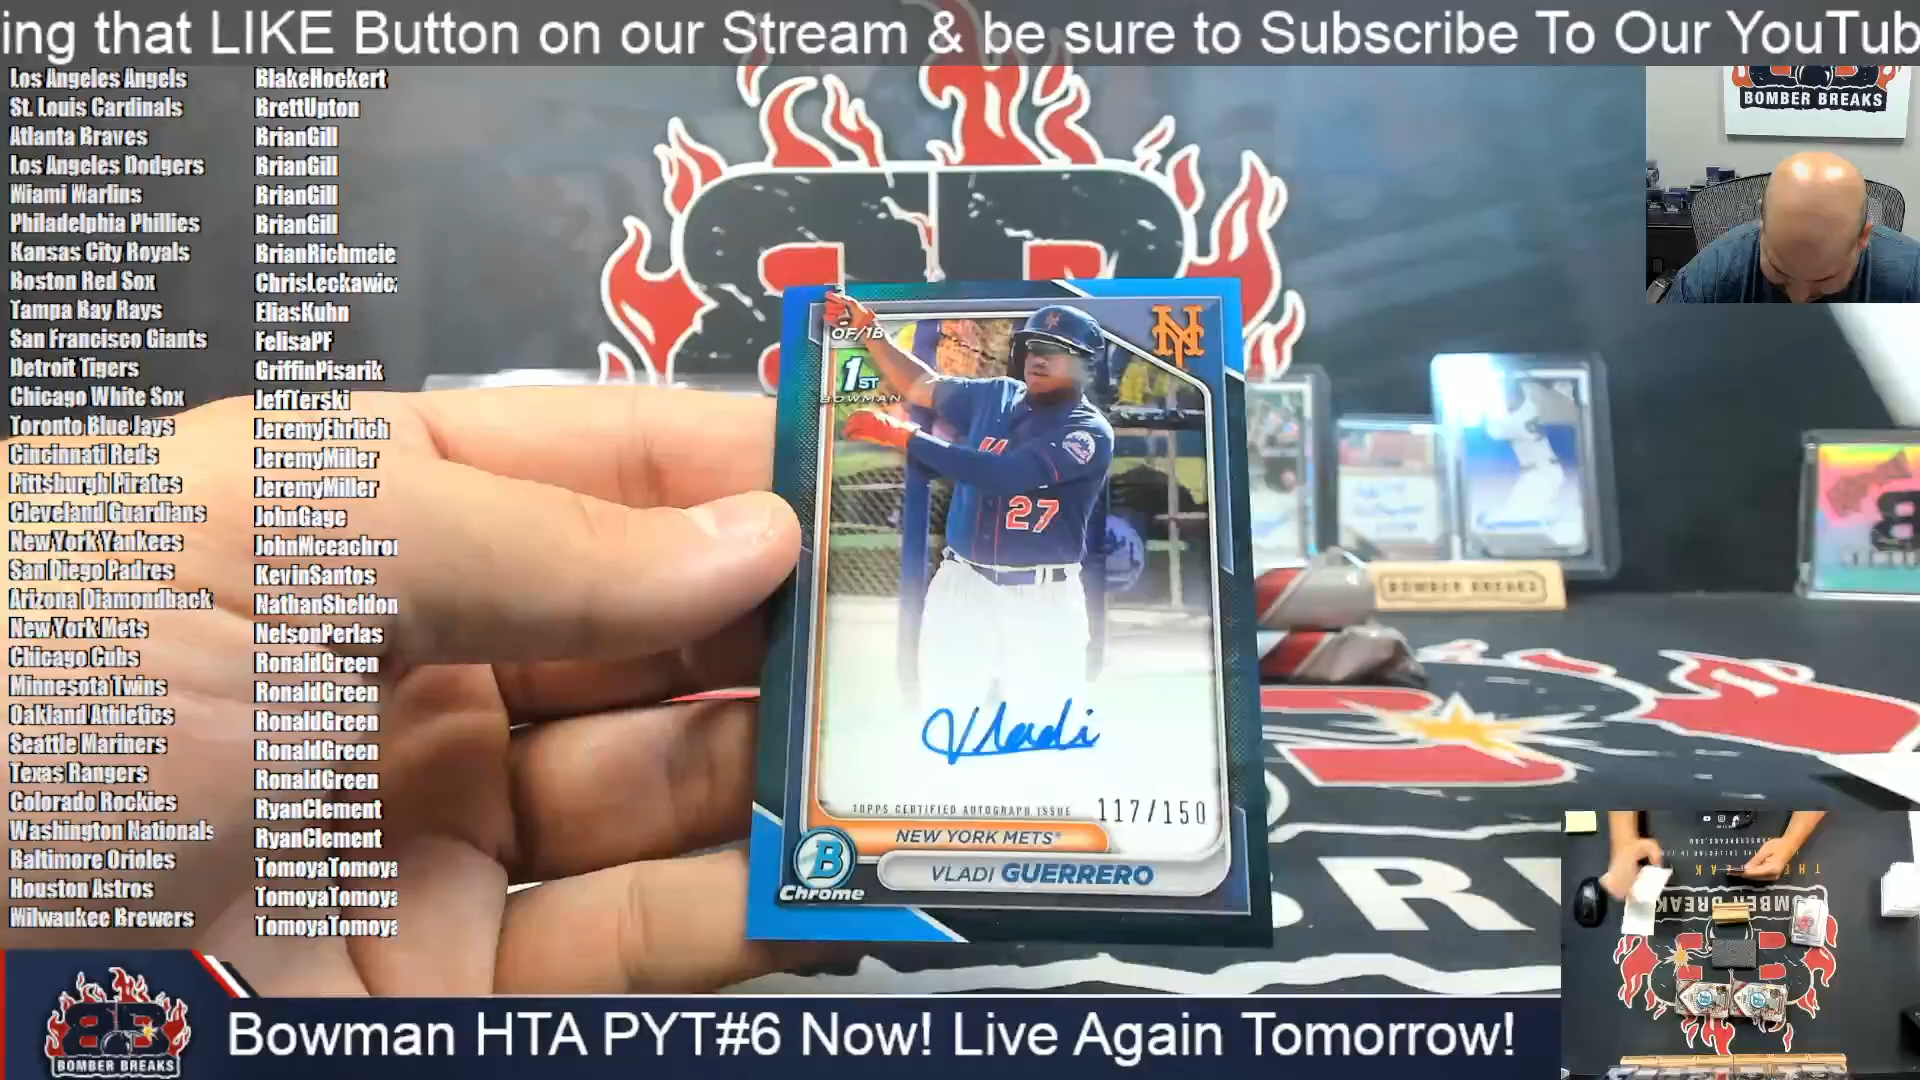 ing that LIKE Button on our Stream & be sure to Subscribe To Our YouTub
Los Angeles Angels BlakeHockert
St. Louis Cardinals BrettUpton
Atlanta Braves BrianGill
Los Angeles Dodgers BrianGill
Miami Marlins BrianGill
Philadelphia Phillies BrianGill
Kansas City Royals BrianRichmeie
Boston Red Sox ChrisLeckawicz
Tampa Bay Rays EliasKuhn
San Francisco Giants FelisaPF
Detroit Tigers GriffinPisarik
Chicago White Sox JeffTerski
Toronto Blue Jays JeremyEhrlich
Cincinnati Reds JeremyMiller
Pittsburgh Pirates JeremyMiller
Cleveland Guardians JohnGage
New York Yankees JohnMceachron
San Diego Padres KevinSantos
Arizona Diamondback NathanSheldon
New York Mets NelsonPerlas
Chicago Cubs RonaldGreen
Minnesota Twins RonaldGreen
Oakland Athletics RonaldGreen
Seattle Mariners RonaldGreen
Texas Rangers RonaldGreen
Colorado Rockies RyanClement
Washington Nationals RyanClement
Baltimore Orioles TomoyaTomoya
Houston Astros TomoyaTomoya
Milwaukee Brewers TomoyaTomoya
BOMBER BREAKS
OF/1B
NY
1ST
BOWMAN
27
Vladi
TOPPS CERTIFIED AUTOGRAPH ISSUE 117/150
NEW YORK METS
VLADI GUERRERO
B
Chrome
BOMBER BREAKS
BOMBER BREAKS
Bowman HTA PYT#6 Now! Live Again Tomorrow!